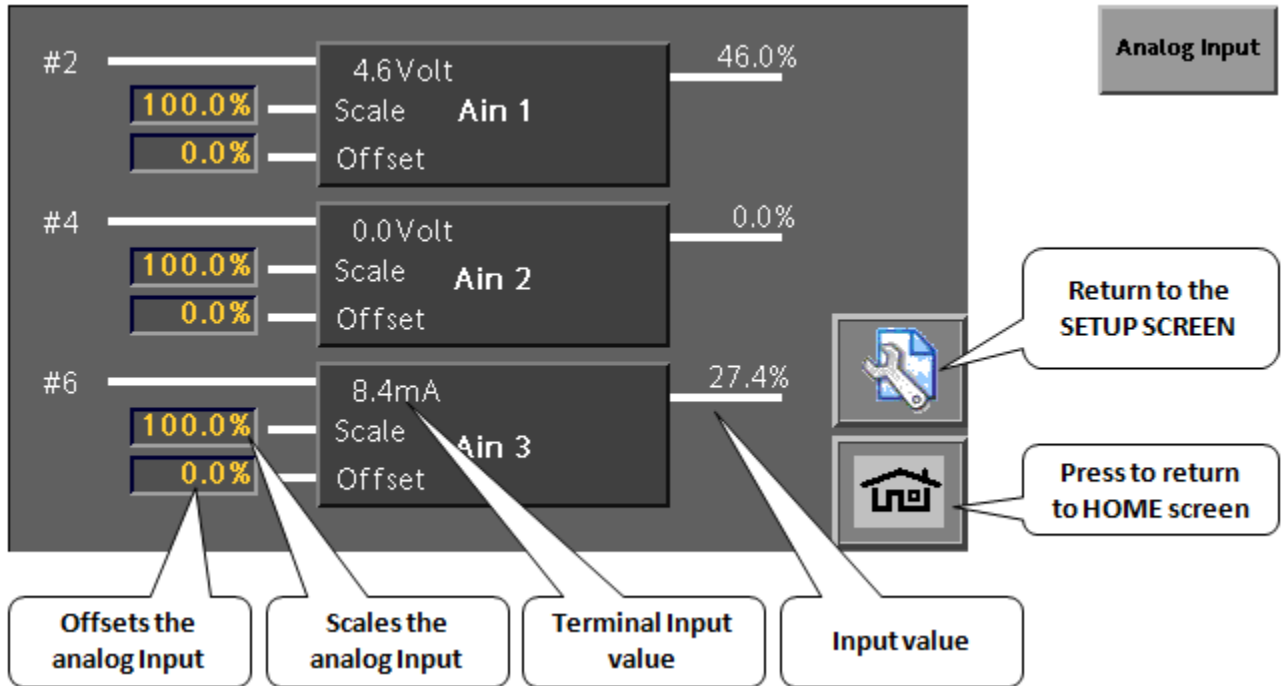 #2
4.6Volt
46.0%
Analog Input
100.0%
Scale
Ain 1
0.0%
Offset
#4
0.0Volt
0.0%
100.0%
Scale
Ain 2
0.0%
Offset
Return to the
SETUP SCREEN
#6
8.4mA
27.4%
100.0%
Scale
Ain 3
0.0%
Offset
Press to return
to HOME screen
Offsets the
analog Input
Scales the
analog Input
Terminal Input
value
Input value